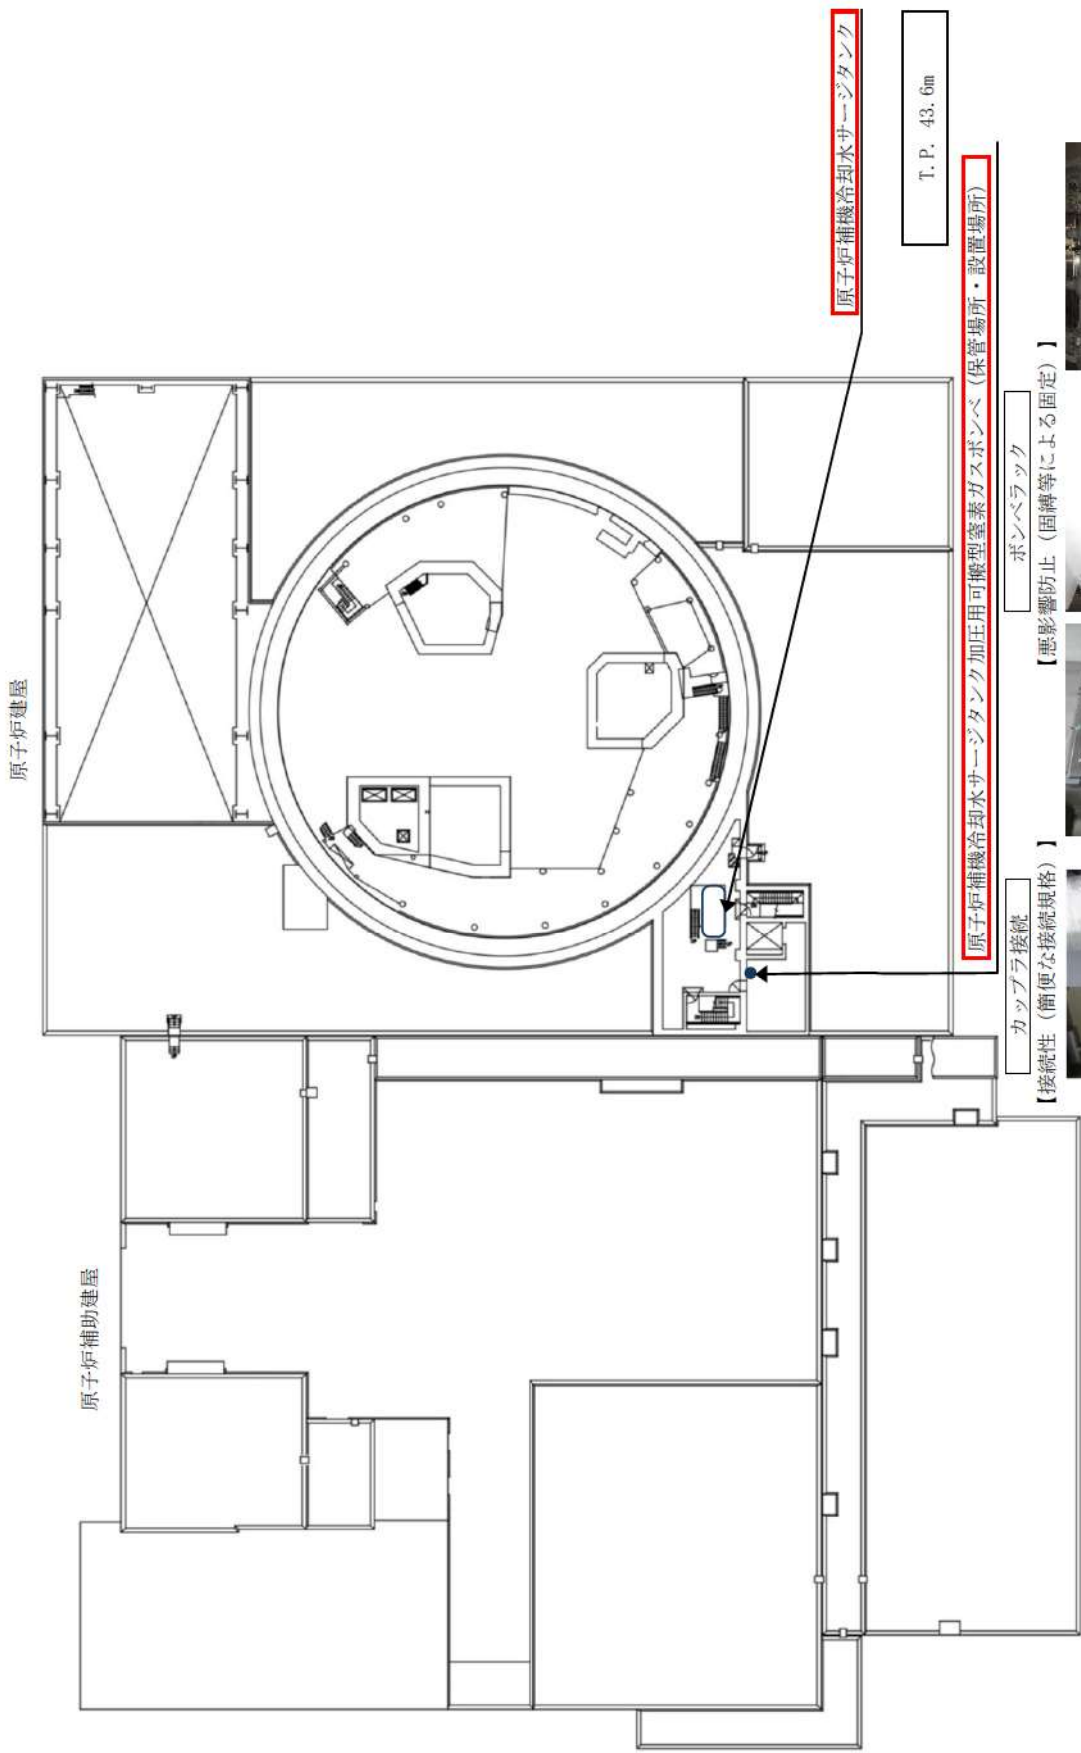 原子炉建屋
原子炉補助建屋
原子炉補機冷却水サージタンク
T.P. 43.6m
原子炉補機冷却水サージタンク加圧用可搬型窒素ガスボンベ（保管場所・設置場所）
カップラ接続
【接続性（簡便な接続規格）】
ボンベラック
【悪影響防止（固縛等による固定）】